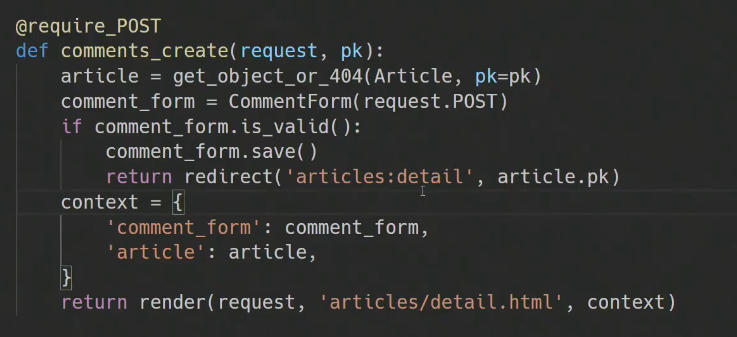 @require_POST
def comments_create(request, pk):
    article = get_object_or_404(Article, pk=pk)
    comment_form = CommentForm(request.POST)
    if comment_form.is_valid():
        comment_form.save()
        return redirect('articles:detail', article.pk)
    context = {
        'comment_form': comment_form,
        'article': article,
    }
    return render(request, 'articles/detail.html', context)